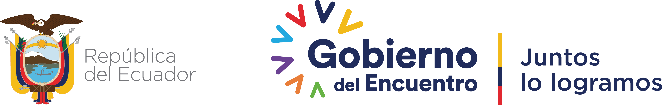 República
del Ecuador
Gobierno
del Encuentro
Juntos
lo logramos